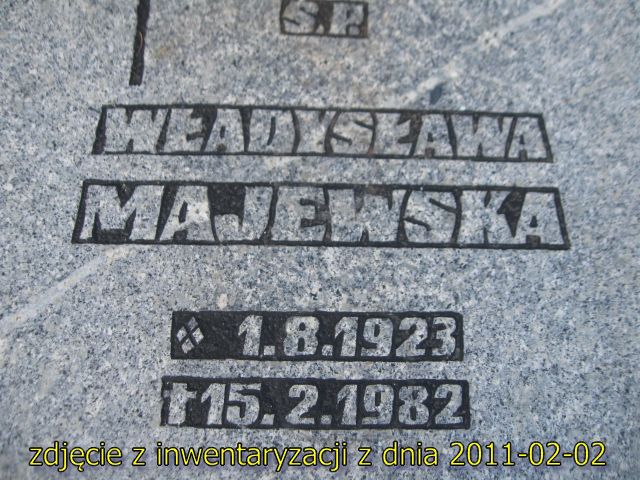 Ś.P.
WŁADYSŁAWA
MAJEWSKA
1.8.1923
†15.2.1982
zdjęcie z inwentaryzacji z dnia 2011-02-02